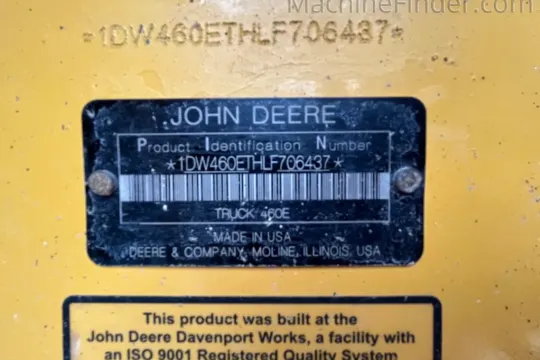 MachineFinder.com
*1DW460ETHLF706437*
JOHN DEERE
Product Identification Number
*1DW460ETHLF706437*
TRUCK 460E
MADE IN USA
DEERE & COMPANY MOLINE, ILLINOIS USA
This product was built at the
John Deere Davenport Works, a facility with
an ISO 9001 Registered Quality System